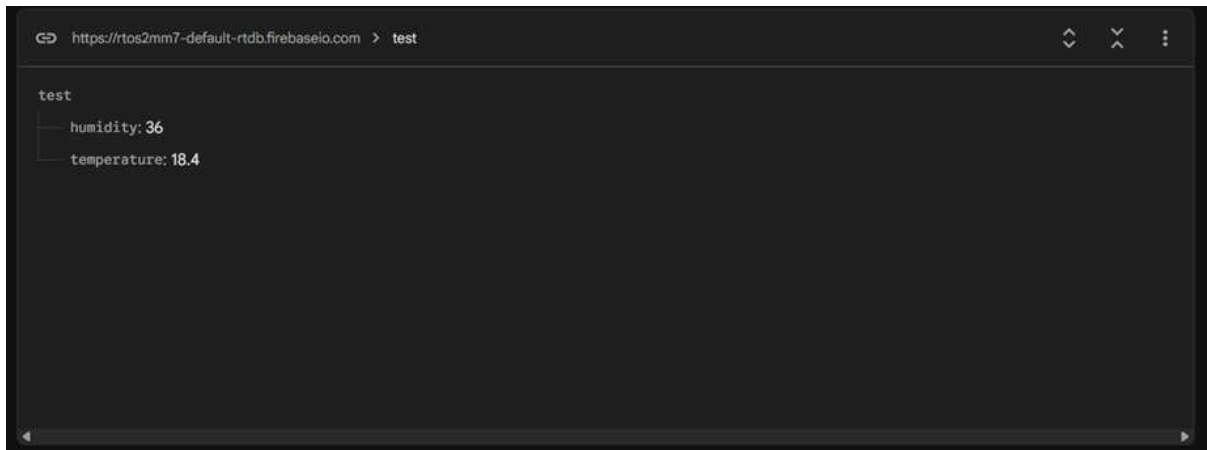 https://rtos2mm7-default-rtdb.firebaseio.com > test
test
humidity: 36
temperature: 18.4